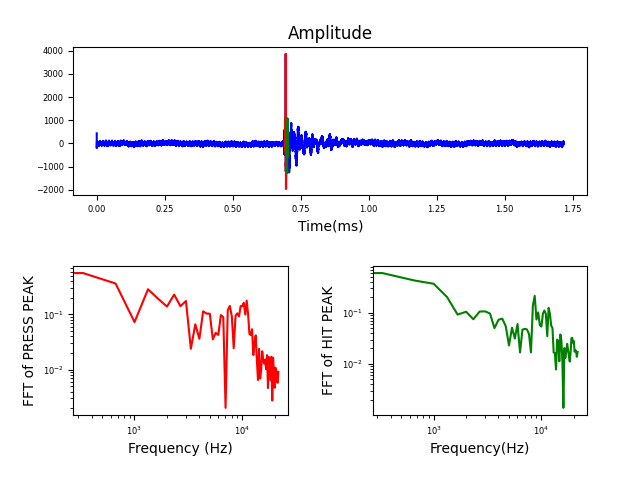 Amplitude
4000
3000
2000
1000
0
−1000
−2000
0.00 0.25 0.50 0.75 1.00 1.25 1.50 1.75
Time(ms)
FFT of PRESS PEAK
10⁻¹
10⁻²
10³ 10⁴
Frequency (Hz)
FFT of HIT PEAK
10⁻¹
10⁻²
10³ 10⁴
Frequency(Hz)